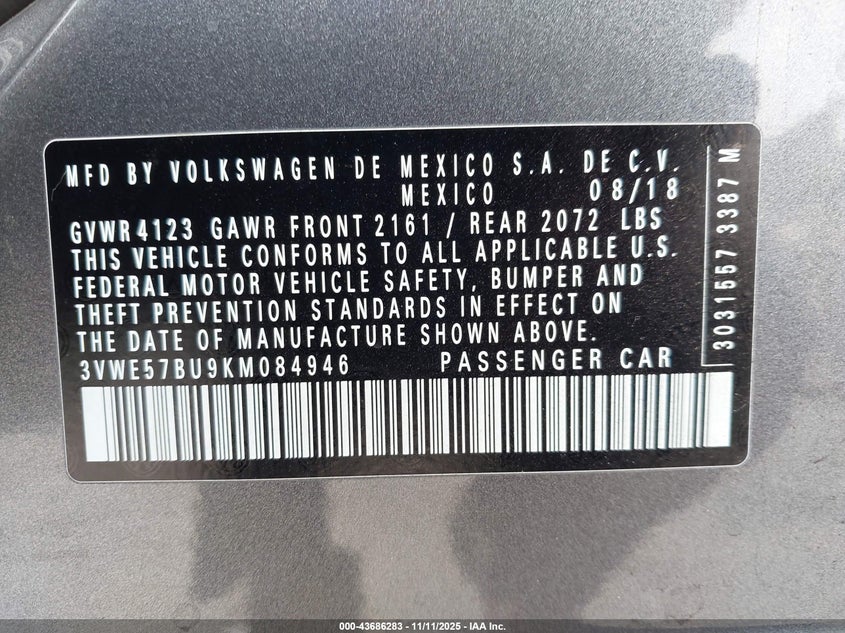 MFD BY VOLKSWAGEN DE MEXICO S.A. DE C.V.
MEXICO 08/18
GVWR 4123 GAWR FRONT 2161 / REAR 2072 LBS
THIS VEHICLE CONFORMS TO ALL APPLICABLE U.S.
FEDERAL MOTOR VEHICLE SAFETY, BUMPER AND
THEFT PREVENTION STANDARDS IN EFFECT ON
THE DATE OF MANUFACTURE SHOWN ABOVE.
3VWE57BU9KM084946 PASSENGER CAR
3031557 3387 M
000-43686283 - 11/11/2025 - IAA Inc.